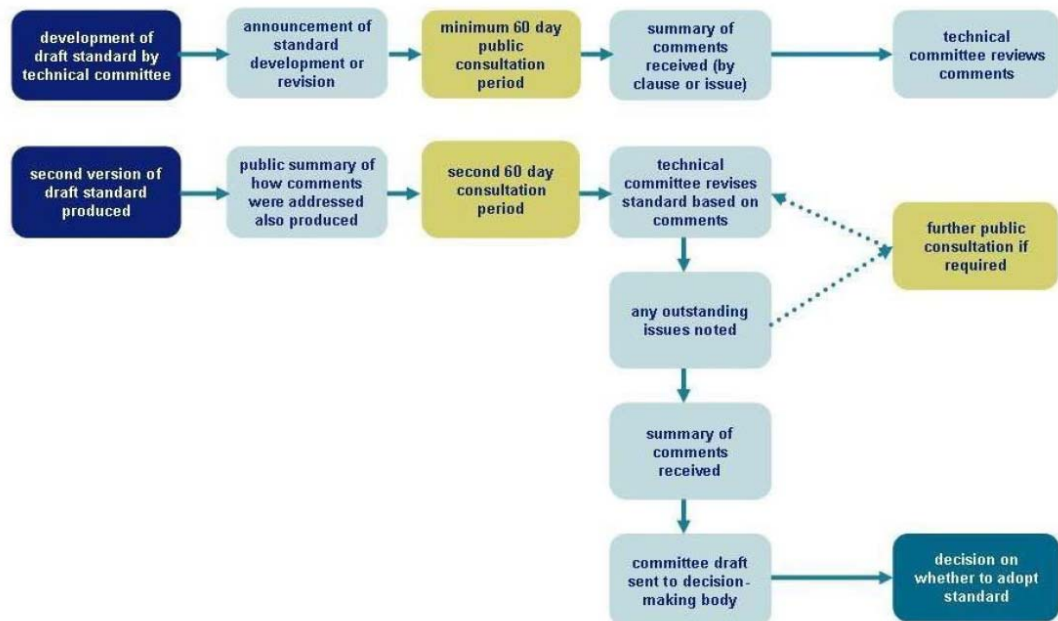 development of
draft standard by
technical committee
announcement of
standard
development or
revision
minimum 60 day
public
consultation
period
summary of
comments
received (by
clause or issue)
technical
committee reviews
comments
second version of
draft standard
produced
public summary of
how comments
were addressed
also produced
second 60 day
consultation
period
technical
committee revises
standard based on
comments
further public
consultation if
required
any outstanding
issues noted
summary of
comments
received
committee draft
sent to decision-
making body
decision on
whether to adopt
standard